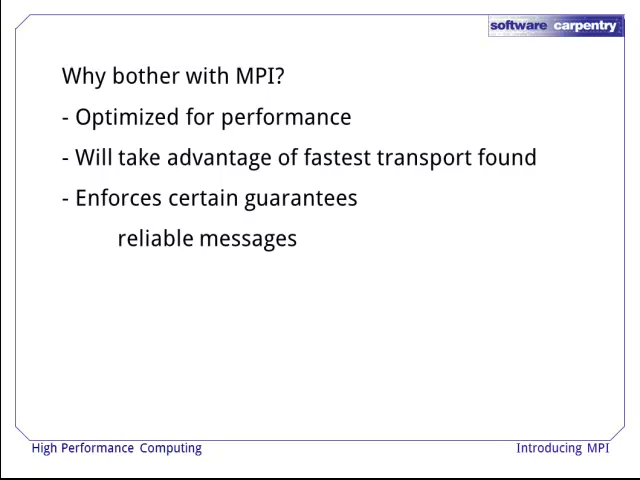 software carpentry
Why bother with MPI?
- Optimized for performance
- Will take advantage of fastest transport found
- Enforces certain guarantees
reliable messages
High Performance Computing
Introducing MPI